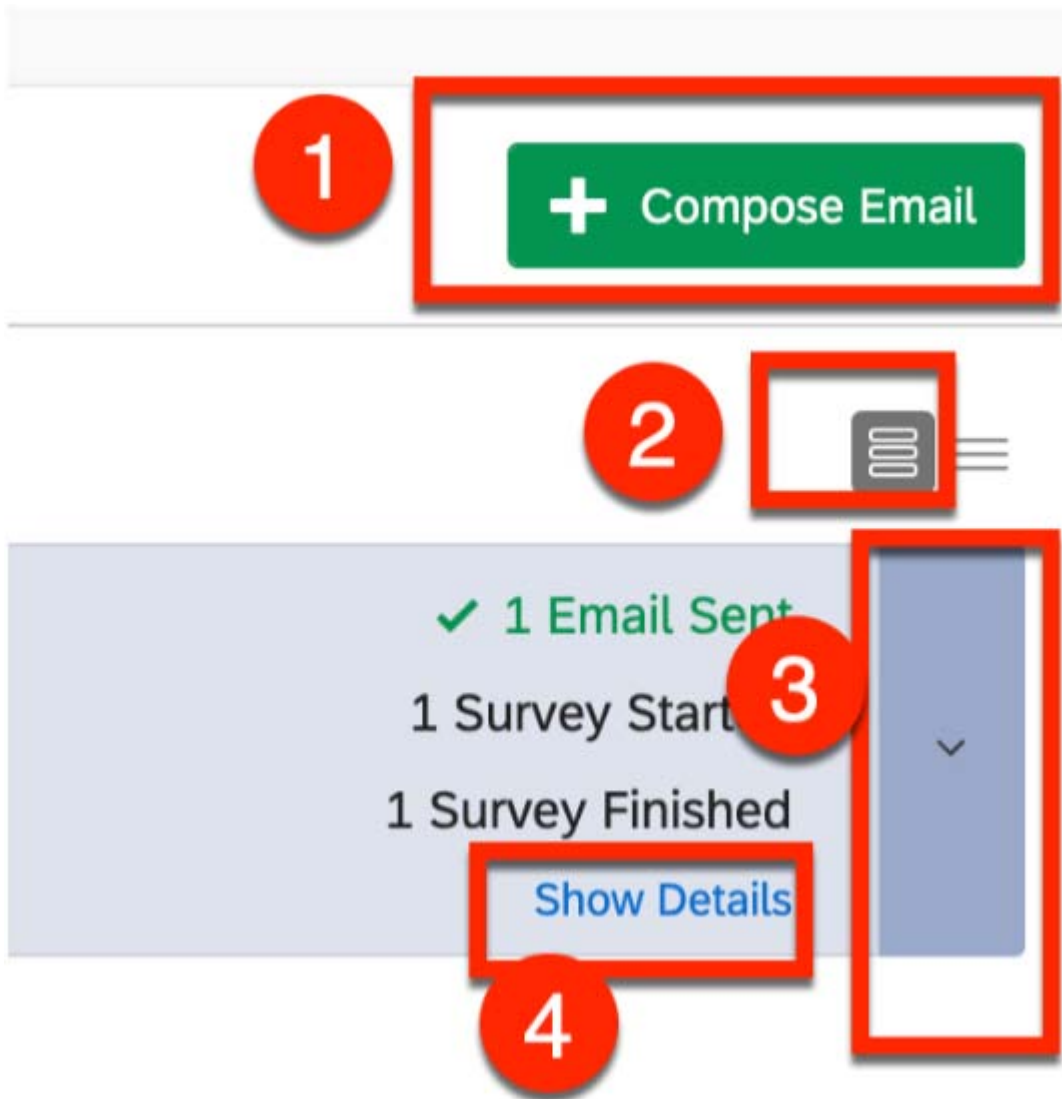 1
Compose Email
2
1 Email Sent
1 Survey Start
3
1 Survey Finished
Show Details
4